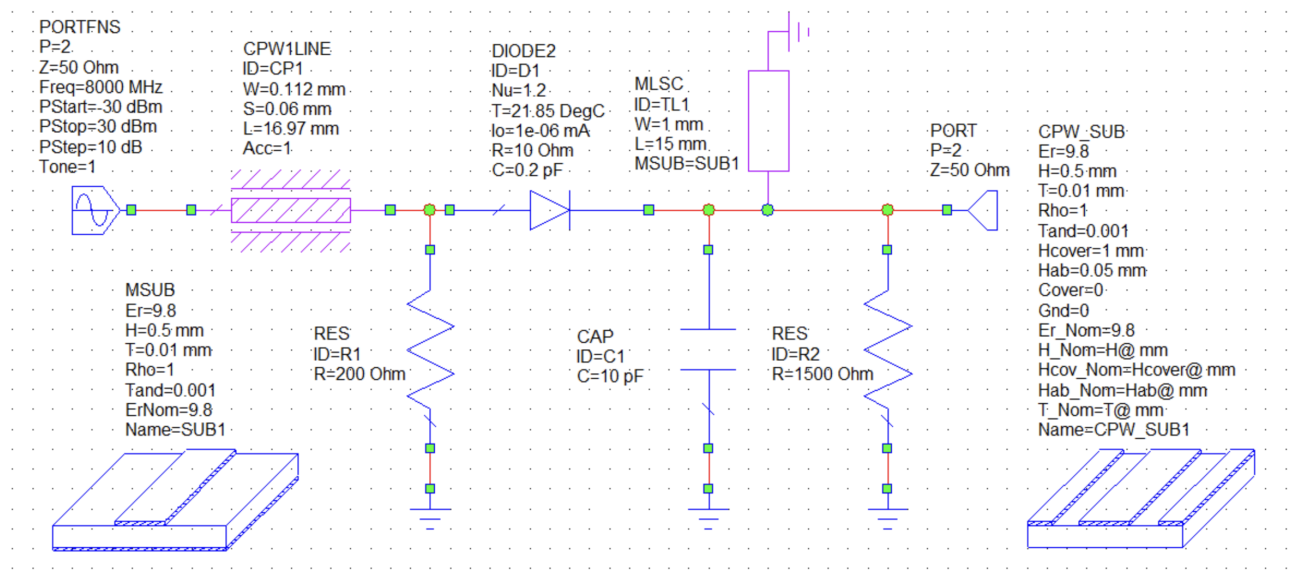 PORTFNS
P=2
Z=50 Ohm
Freq=8000 MHz
PStart=-30 dBm
PStop=30 dBm
PStep=10 dB
Tone=1
CPW1LINE
ID=CP1
W=0.112 mm
S=0.06 mm
L=16.97 mm
Acc=1
DIODE2
ID=D1
Nu=1.2
T=21.85 DegC
Io=1e-06 mA
R=10 Ohm
C=0.2 pF
MLSC
ID=TL1
W=1 mm
L=15 mm
MSUB=SUB1
PORT
P=2
Z=50 Ohm
CPW_SUB
Er=9.8
H=0.5 mm
T=0.01 mm
Rho=1
Tand=0.001
Hcover=1 mm
Hab=0.05 mm
Cover=0
Gnd=0
Er_Nom=9.8
H_Nom=H@ mm
Hcov_Nom=Hcover@ mm
Hab_Nom=Hab@ mm
T_Nom=T@ mm
Name=CPW_SUB1
MSUB
Er=9.8
H=0.5 mm
T=0.01 mm
Rho=1
Tand=0.001
ErNom=9.8
Name=SUB1
RES
ID=R1
R=200 Ohm
CAP
ID=C1
C=10 pF
RES
ID=R2
R=1500 Ohm